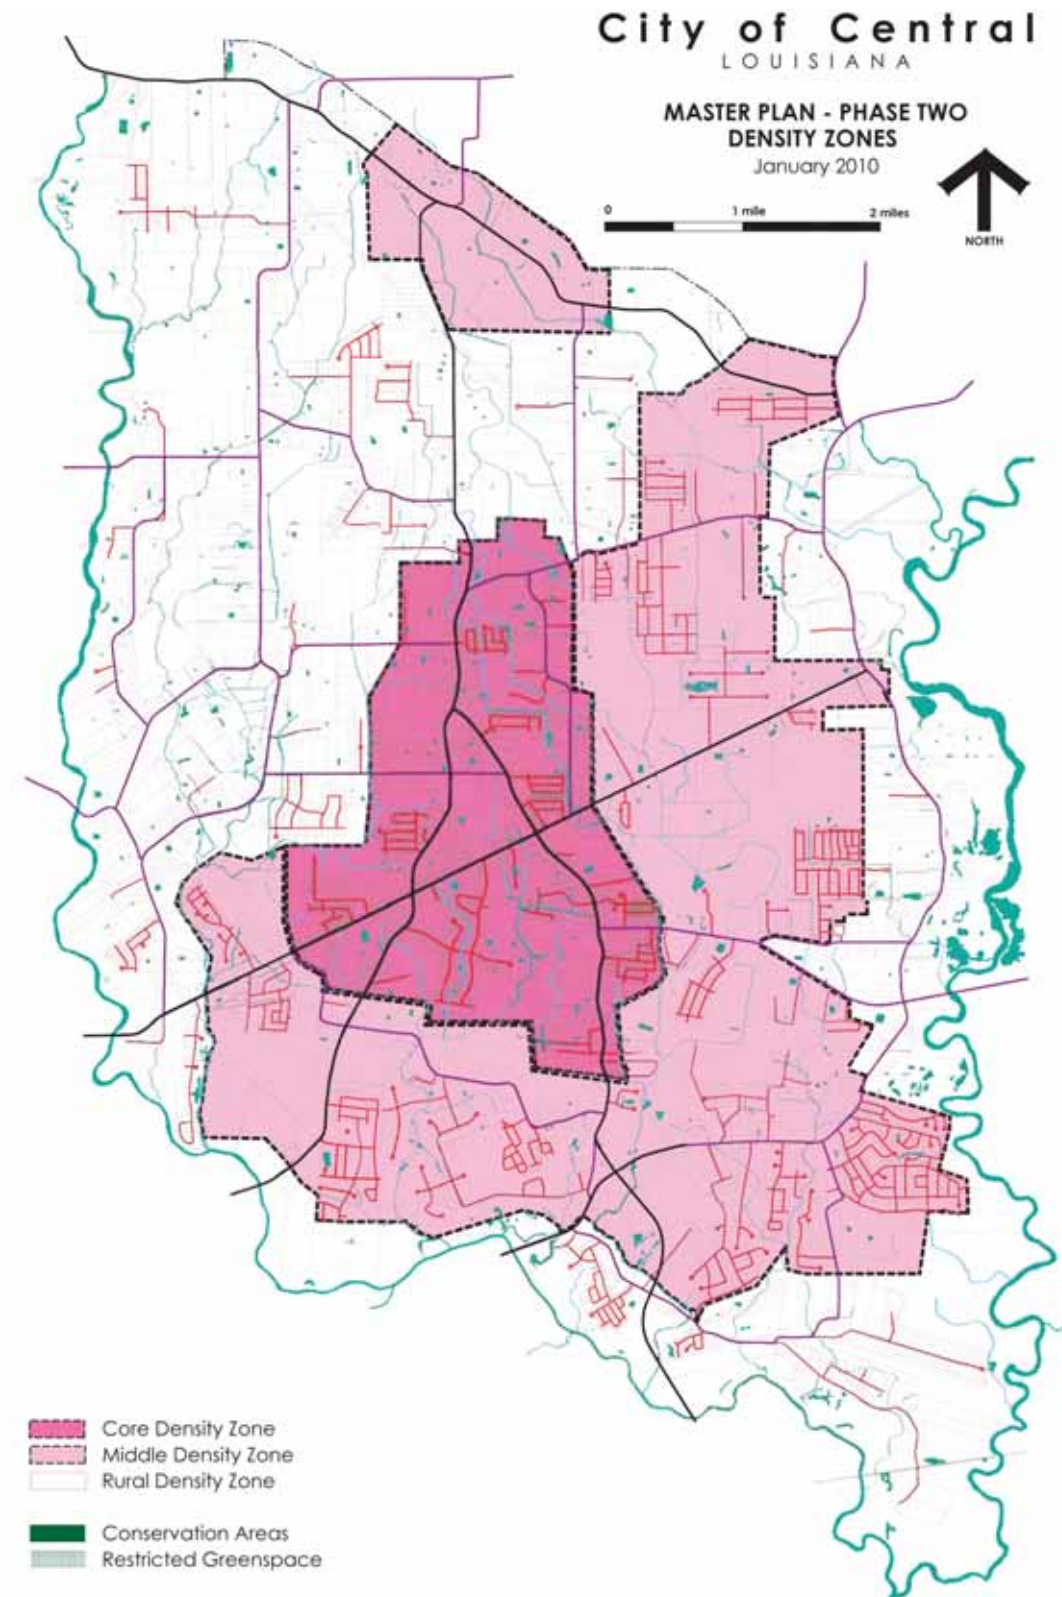 City of Central
LOUISIANA
MASTER PLAN - PHASE TWO
DENSITY ZONES
January 2010
0 1 mile 2 miles
NORTH
Core Density Zone
Middle Density Zone
Rural Density Zone
Conservation Areas
Restricted Greenspace